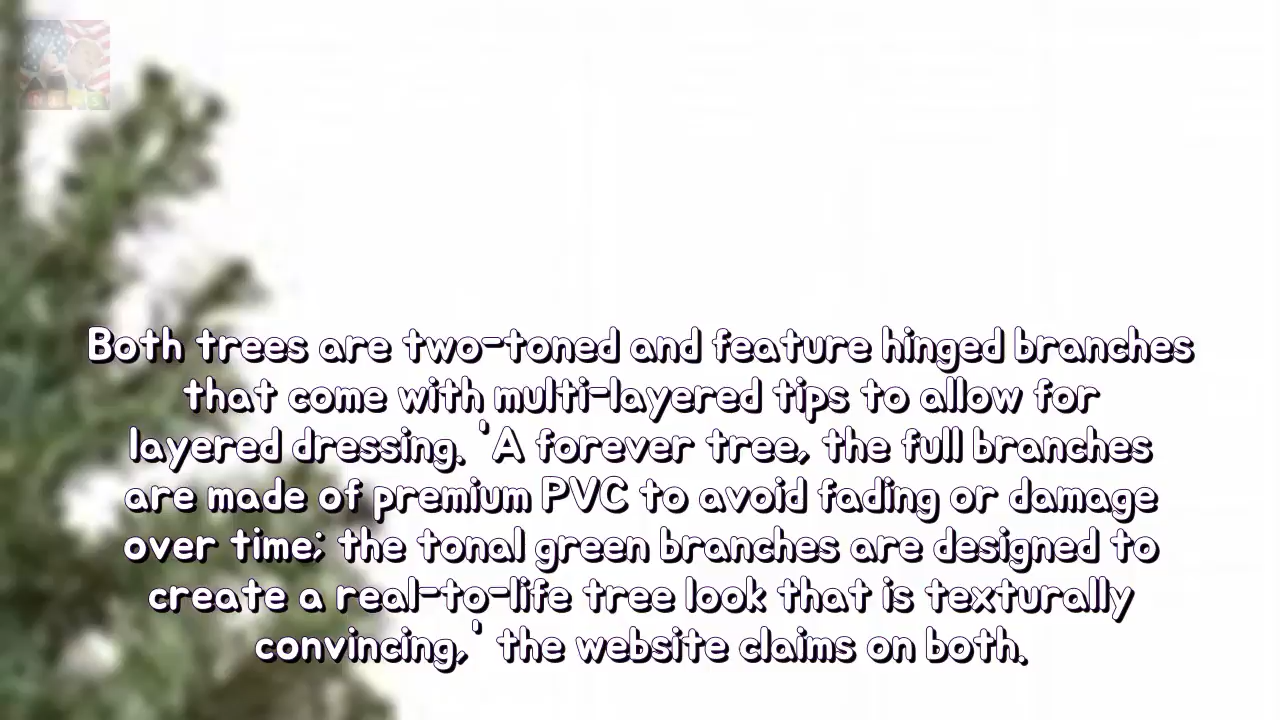 NEWS
Both trees are two-toned and feature hinged branches
that come with multi-layered tips to allow for
layered dressing. 'A forever tree, the full branches
are made of premium PVC to avoid fading or damage
over time; the tonal green branches are designed to
create a real-to-life tree look that is texturally
convincing,' the website claims on both.